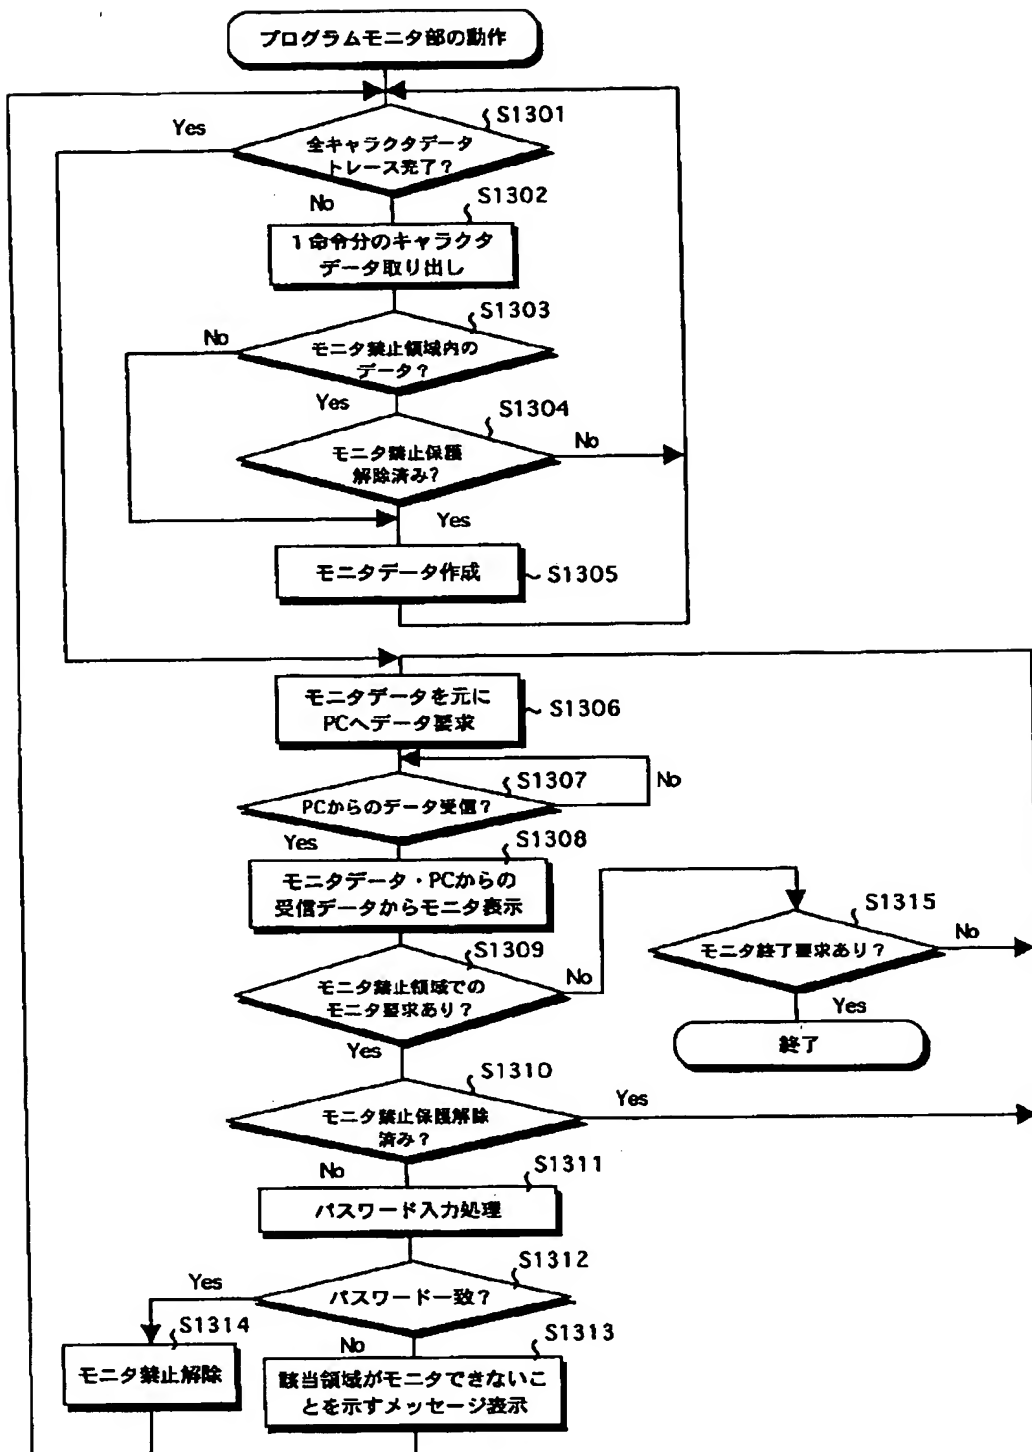 プログラムモニタ部の動作
S1301
Yes
全キャラクタデータ
トレース完了?
No
S1302
1命令分のキャラクタ
データ取り出し
S1303
No
モニタ禁止領域内の
データ?
Yes
S1304
No
モニタ禁止保護
解除済み?
Yes
モニタデータ作成
S1305
モニタデータを元に
PCへデータ要求
S1306
S1307
No
PCからのデータ受信?
Yes
S1308
モニタデータ・PCからの
受信データからモニタ表示
S1315
S1309
No
モニタ終了要求あり?
No
モニタ禁止領域での
モニタ要求あり?
Yes
終了
Yes
S1310
Yes
モニタ禁止保護解除
済み?
No
S1311
パスワード入力処理
S1312
Yes
パスワード一致?
S1314
No
S1313
モニタ禁止解除
該当領域がモニタできないこ
とを示すメッセージ表示